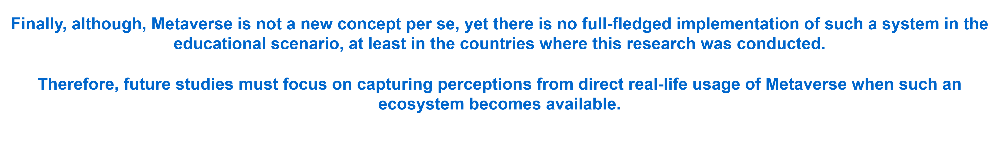 Finally, although, Metaverse is not a new concept per se, yet there is no full-fledged implementation of such a system in the
educational scenario, at least in the countries where this research was conducted.
Therefore, future studies must focus on capturing perceptions from direct real-life usage of Metaverse when such an
ecosystem becomes available.